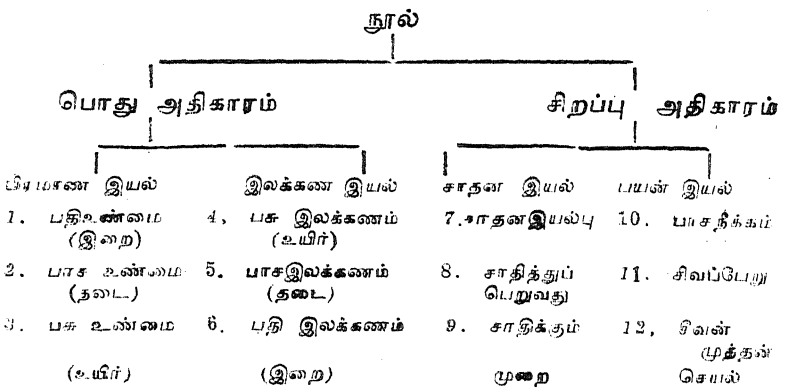 நூல்
பொது அதிகாரம் சிறப்பு அதிகாரம்
பிரமாண இயல் இலக்கண இயல் சாதன இயல் பயன் இயல்
1. பதிஉண்மை 4, பசு இலக்கணம் 7. சாதனஇயல்பு 10. பாசநீக்கம்
(இறை) (உயிர்)
2. பாச உண்மை 5. பாசஇலக்கணம் 8. சாதித்துப் 11. சிவப்பேறு
(தடை) (தடை) பெறுவது
3. பசு உண்மை 6. பதி இலக்கணம் 9. சாதிக்கும் 12, சீவன்
முத்தன்
(உயிர்) (இறை) முறை செயல்